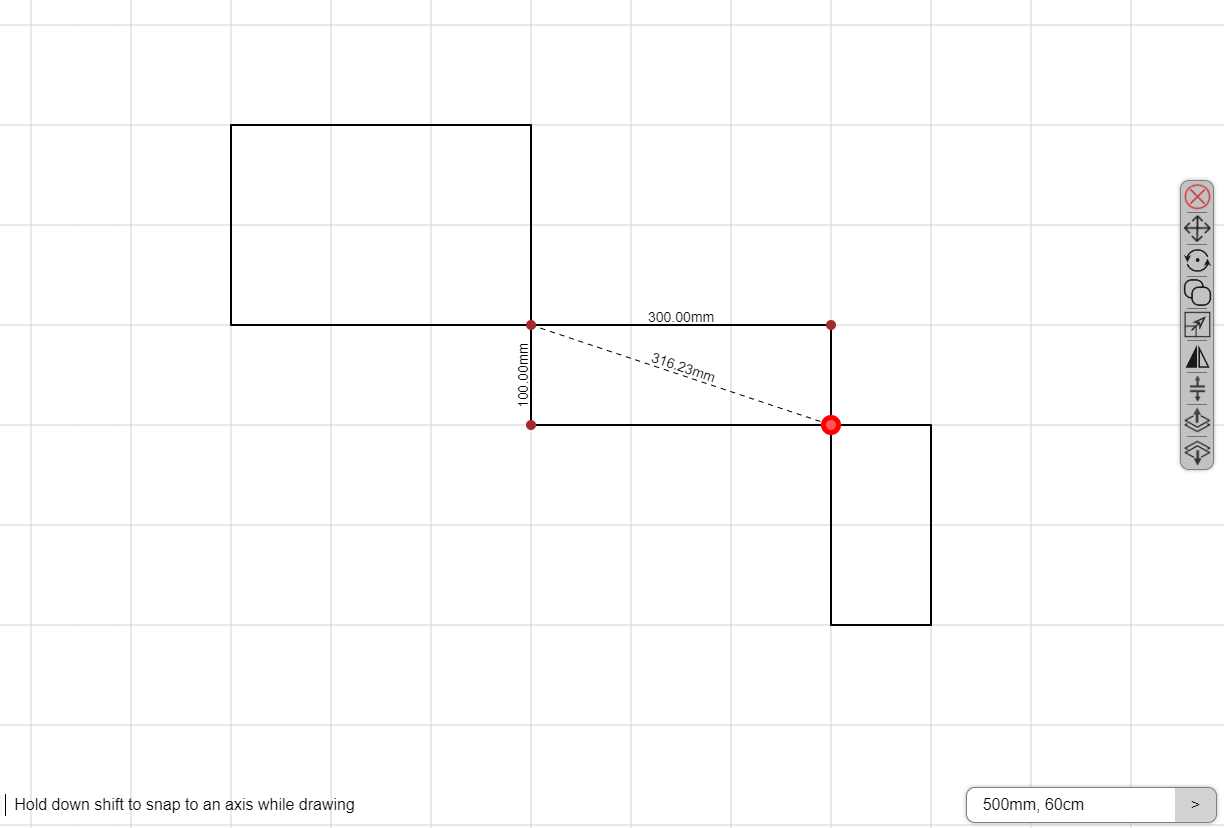 300.00mm
316.23mm
100.00mm
Hold down shift to snap to an axis while drawing
500mm, 60cm
>